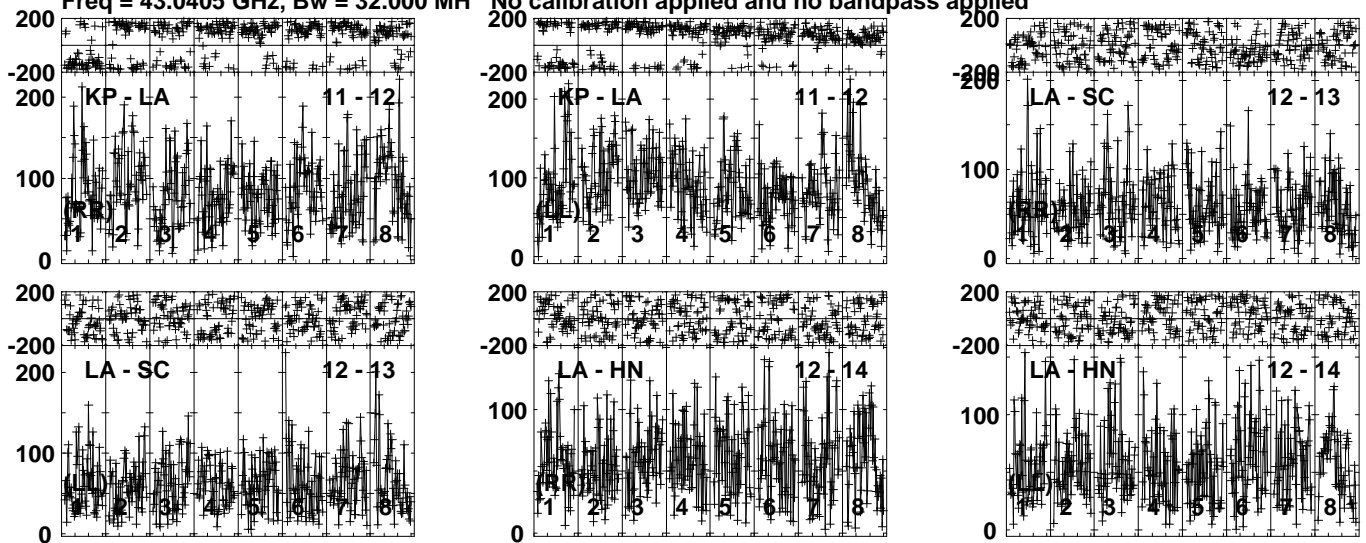 Freq = 43.0405 GHz, Bw = 32.000 MH No calibration applied and no bandpass applied
200
-200
200
100
0
KP - LA 11 - 12
(RR)
1 2 3 4 5 6 7 8
200
-200
200
100
0
KP - LA 11 - 12
(LL)
1 2 3 4 5 6 7 8
200
-200
200
100
0
LA - SC 12 - 13
(RR)
1 2 3 4 5 6 7 8
200
-200
200
100
0
LA - SC 12 - 13
(LL)
1 2 3 4 5 6 7 8
200
-200
100
0
LA - HN 12 - 14
(RR)
1 2 3 4 5 6 7 8
200
-200
100
0
LA - HN 12 - 14
(LL)
1 2 3 4 5 6 7 8